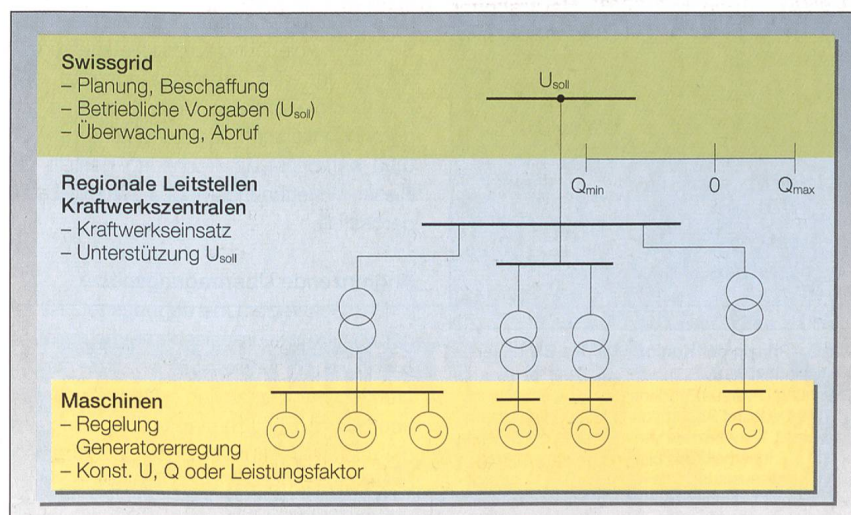 Swissgrid
– Planung, Beschaffung
– Betriebliche Vorgaben (Usoll)
– Überwachung, Abruf
Usoll
Qmin 0 Qmax
Regionale Leitstellen
Kraftwerkszentralen
– Kraftwerkseinsatz
– Unterstützung Usoll
Maschinen
– Regelung
Generatorerregung
– Konst. U, Q oder Leistungsfaktor